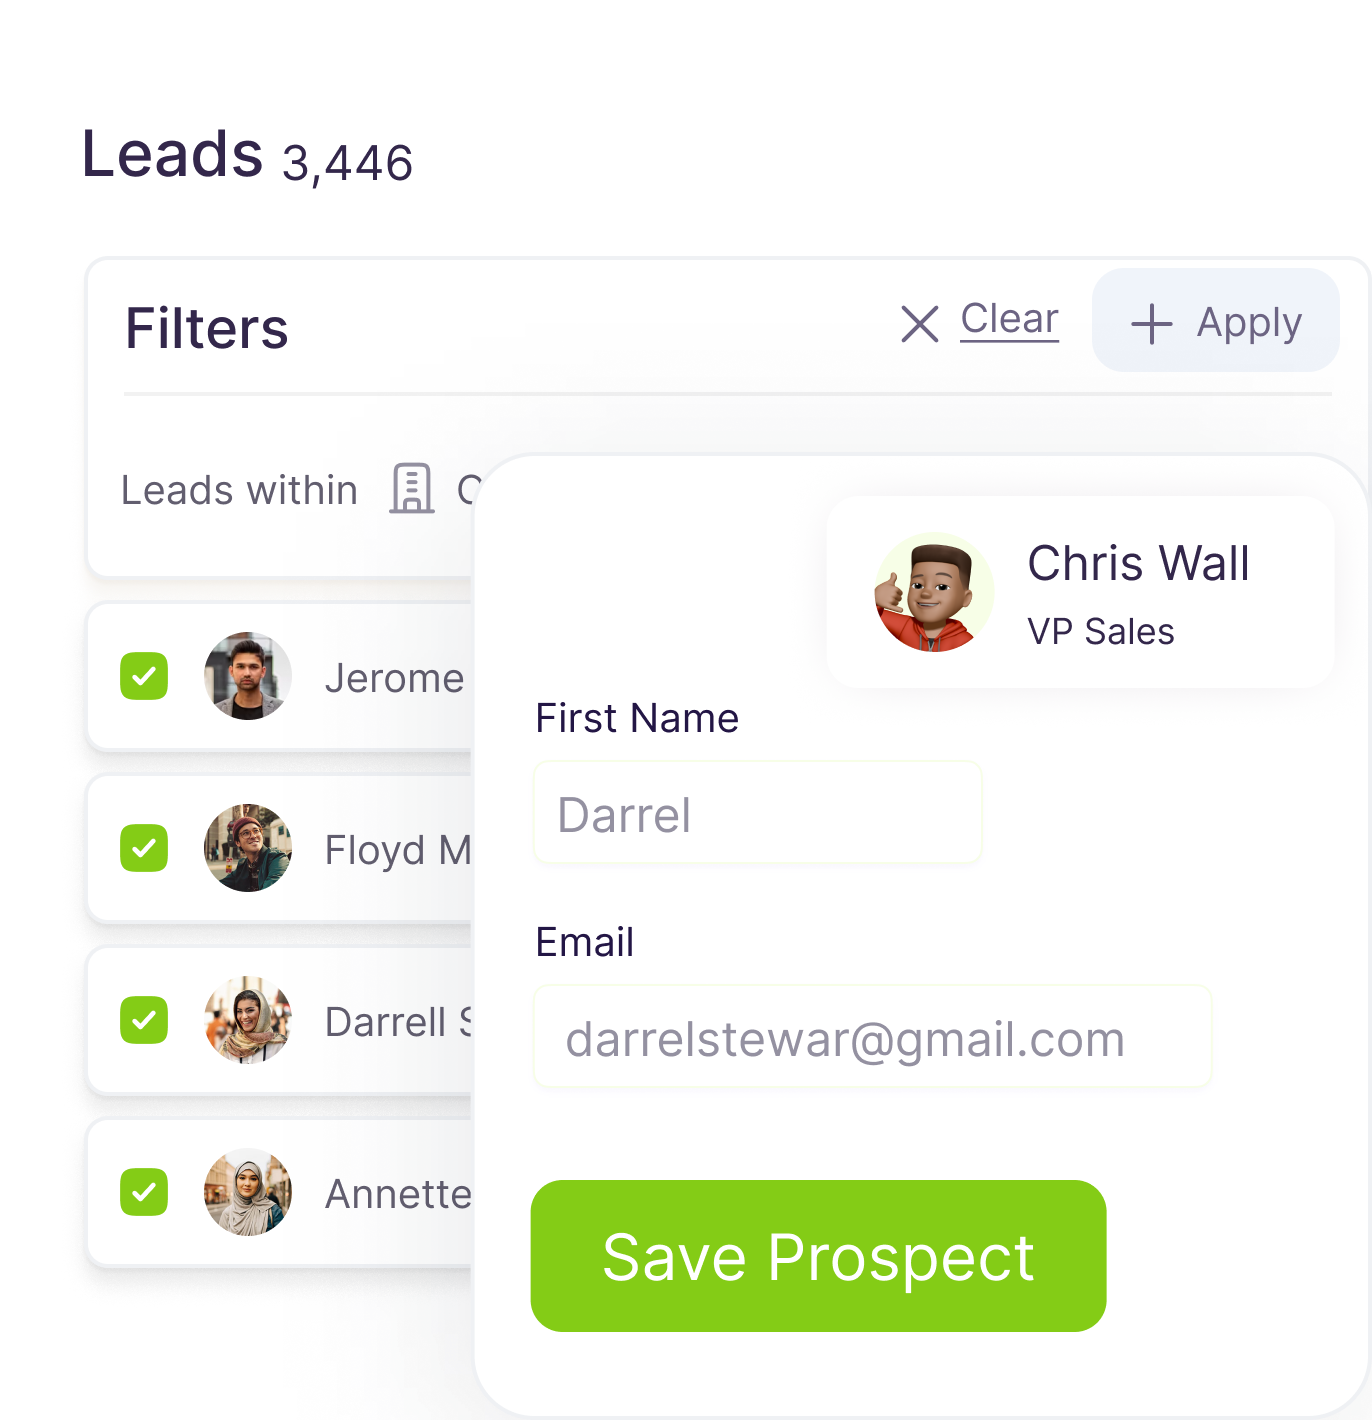 Leads 3,446
Filters
Clear
Apply
Leads within
Chris Wall
VP Sales
Jerome
First Name
Darrel
Floyd M
Email
Darrell S
darrelstewar@gmail.com
Annette
Save Prospect